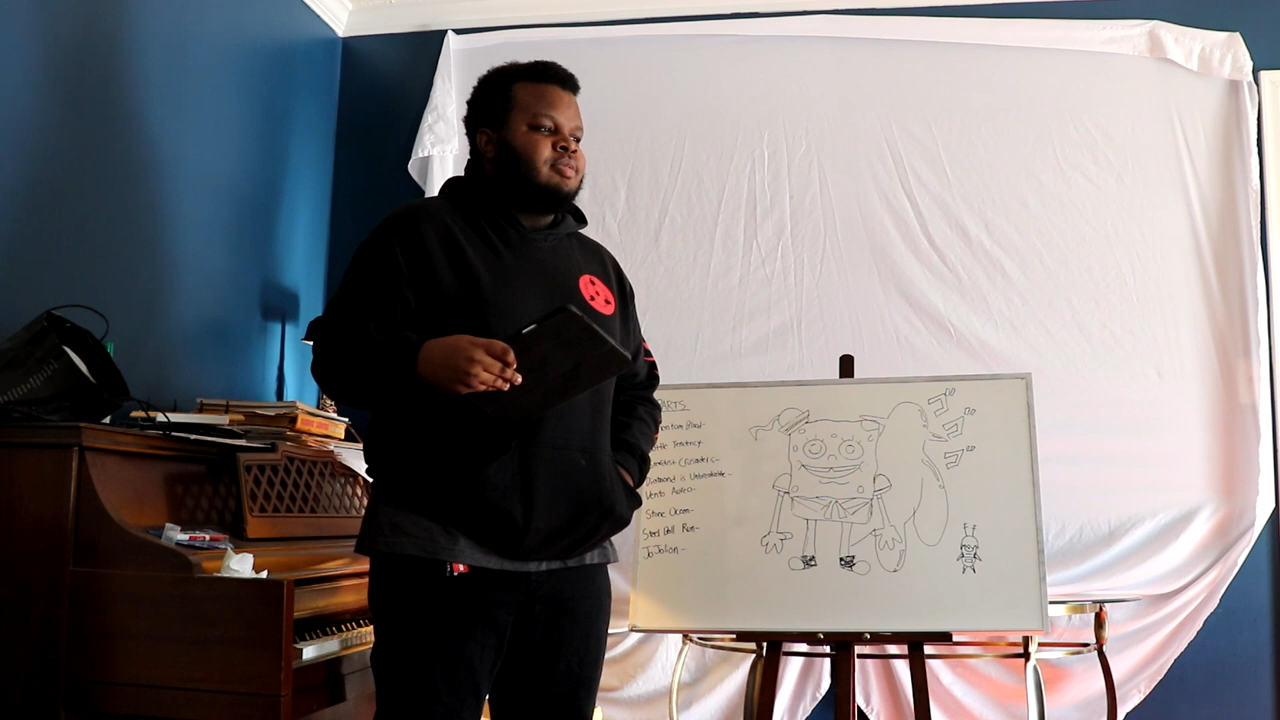 PARTS
Phantom Blood-
Battle Tendency-
Stardust Crusaders-
Diamond is Unbreakable-
Vento Aureo-
Stone Ocean-
Steel Ball Run-
JoJolion-
ゴ
ゴ
ゴ